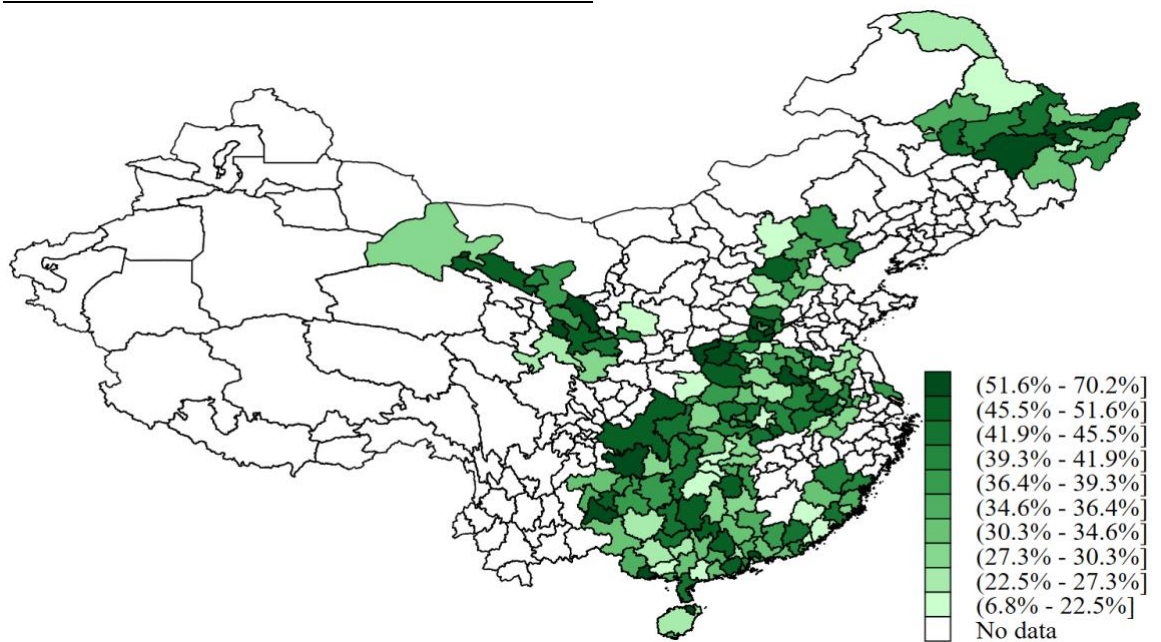 (51.6% - 70.2%]
(45.5% - 51.6%]
(41.9% - 45.5%]
(39.3% - 41.9%]
(36.4% - 39.3%]
(34.6% - 36.4%]
(30.3% - 34.6%]
(27.3% - 30.3%]
(22.5% - 27.3%]
(6.8% - 22.5%]
No data